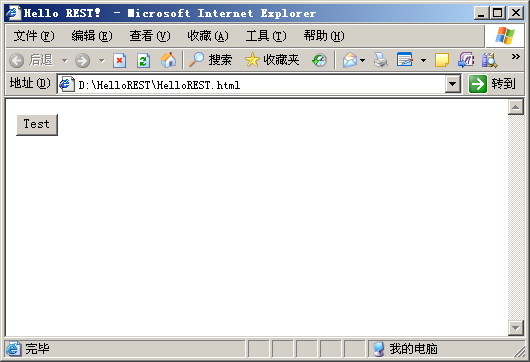 Hello REST! - Microsoft Internet Explorer
文件(F) 编辑(E) 查看(V) 收藏(A) 工具(T) 帮助(H)
后退 搜索 收藏夹 »
地址(D) D:\HelloREST\HelloREST.html 转到
Test
完毕 我的电脑